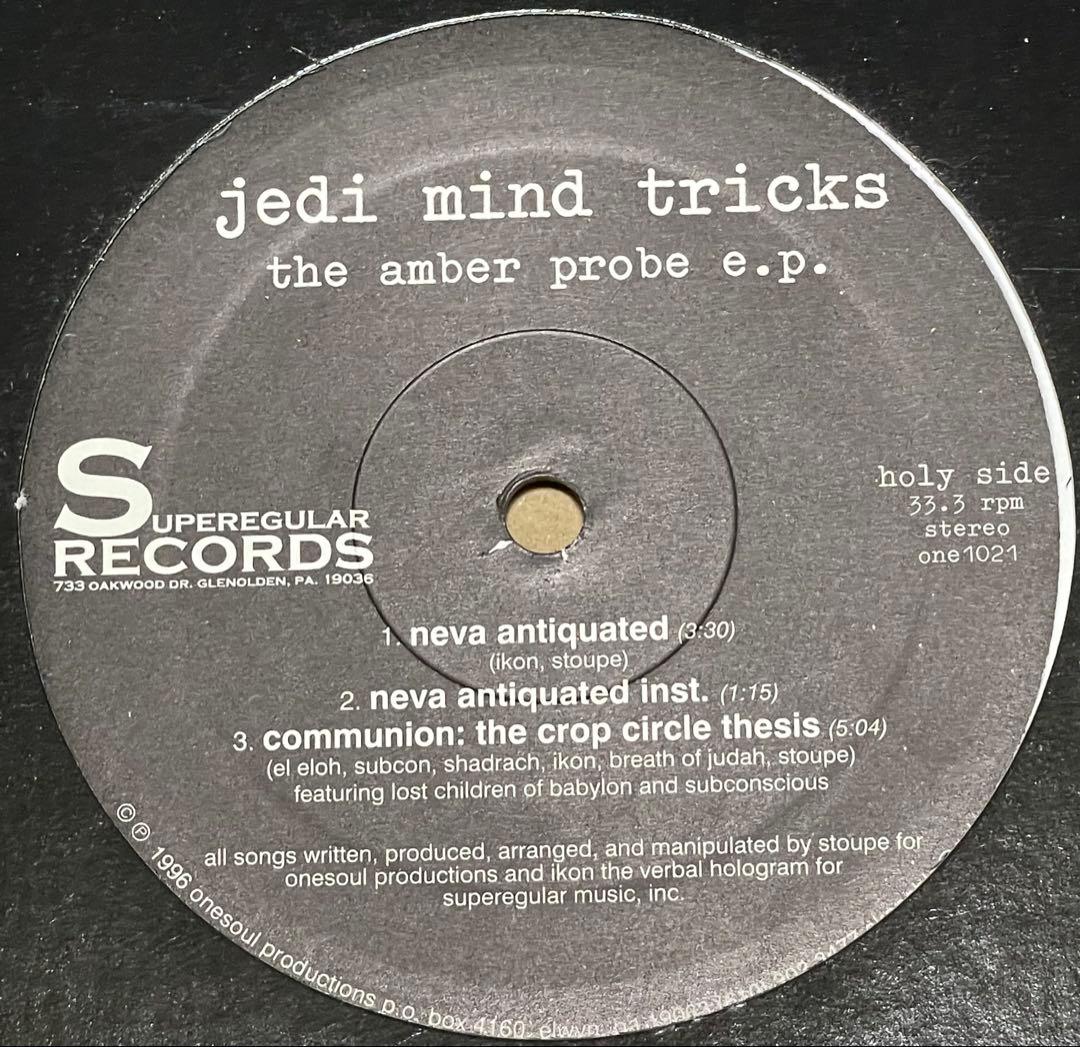 jedi mind tricks
the amber probe e.p.
SUPEREGULAR
RECORDS
733 OAKWOOD DR. GLENOLDEN, PA. 19036
holy side
33.3 rpm
stereo
one1021
1. neva antiquated (3:30)
(ikon, stoupe)
2. neva antiquated inst. (1:15)
3. communion: the crop circle thesis (5:04)
(el eloh, subcon, shadrach, ikon, breath of judah, stoupe)
featuring lost children of babylon and subconscious
all songs written, produced, arranged, and manipulated by stoupe for
onesoul productions and ikon the verbal hologram for
superegular music, inc.
© ℗ 1996 onesoul productions p.o. box 4160, elwyn, pa